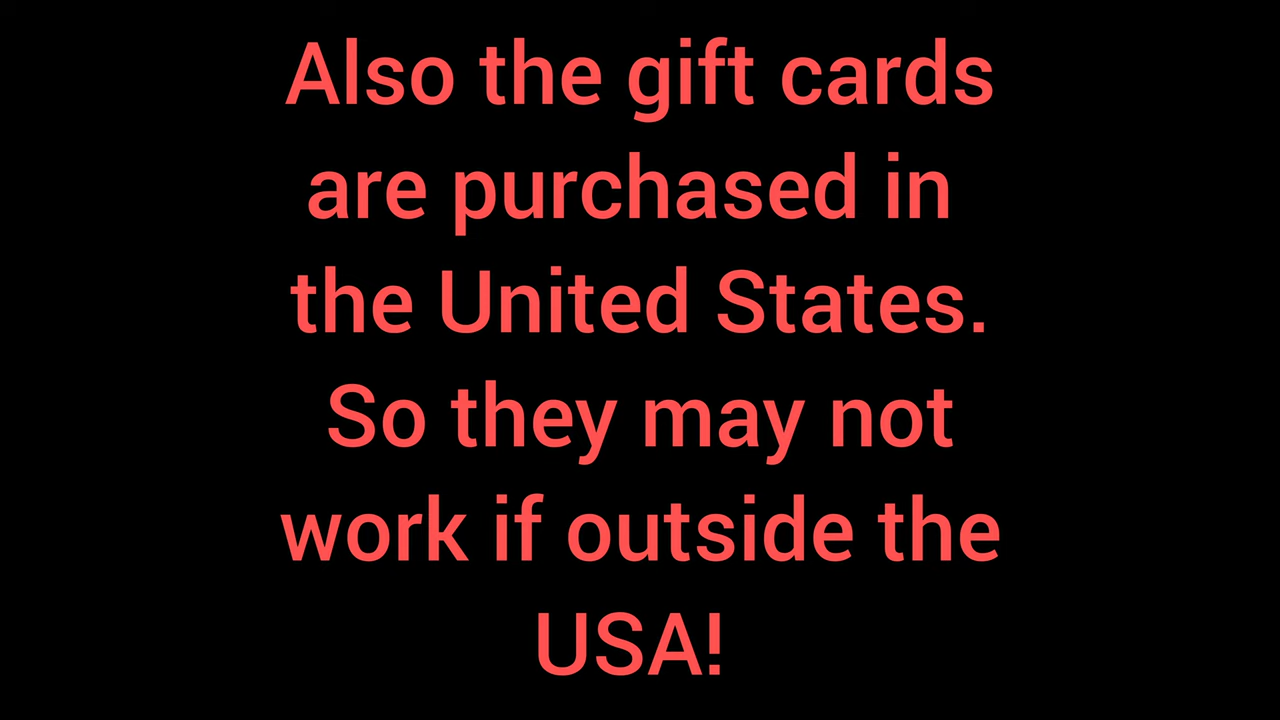 Also the gift cards
are purchased in
the United States.
So they may not
work if outside the
USA!